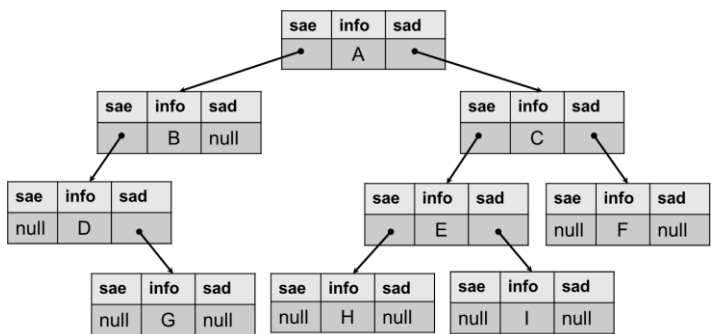 sae info sad
A
sae info sad
B null
sae info sad
C
sae info sad
null D
sae info sad
E
sae info sad
null F null
sae info sad
null G null
sae info sad
null H null
sae info sad
null I null